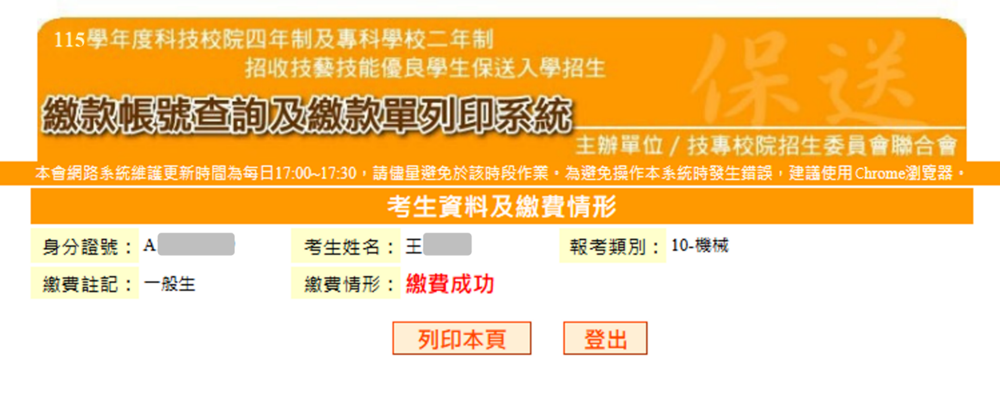 115學年度科技校院四年制及專科學校二年制
招收技藝技能優良學生保送入學招生
保送
繳款帳號查詢及繳款單列印系統
主辦單位 / 技專校院招生委員會聯合會
本會網路系統維護更新時間為每日17:00~17:30，請儘量避免於該時段作業。為避免操作本系統時發生錯誤，建議使用Chrome瀏覽器。
考生資料及繳費情形
身分證號： A 考生姓名： 王 報考類別： 10-機械
繳費註記： 一般生 繳費情形： 繳費成功
列印本頁 登出